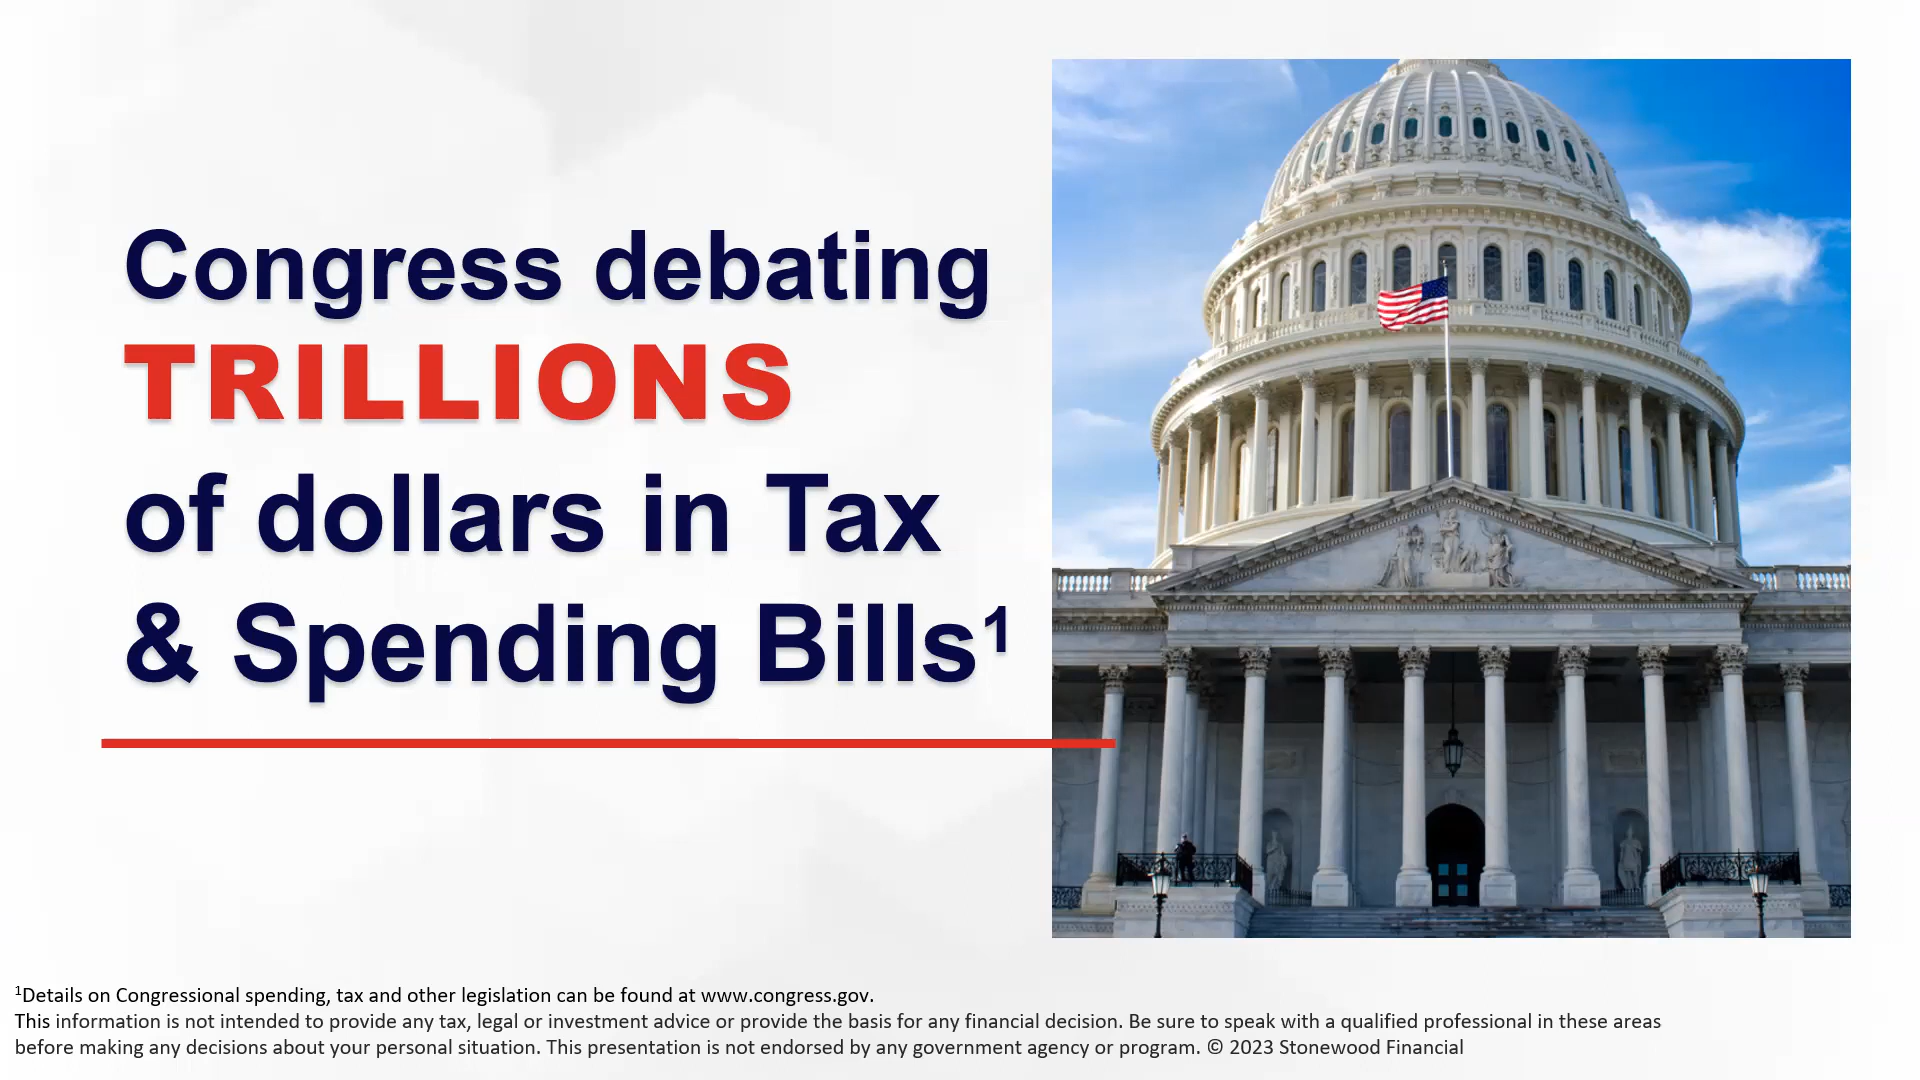 Congress debating
TRILLIONS
of dollars in Tax
& Spending Bills¹
¹Details on Congressional spending, tax and other legislation can be found at www.congress.gov.
This information is not intended to provide any tax, legal or investment advice or provide the basis for any financial decision. Be sure to speak with a qualified professional in these areas
before making any decisions about your personal situation. This presentation is not endorsed by any government agency or program. © 2023 Stonewood Financial